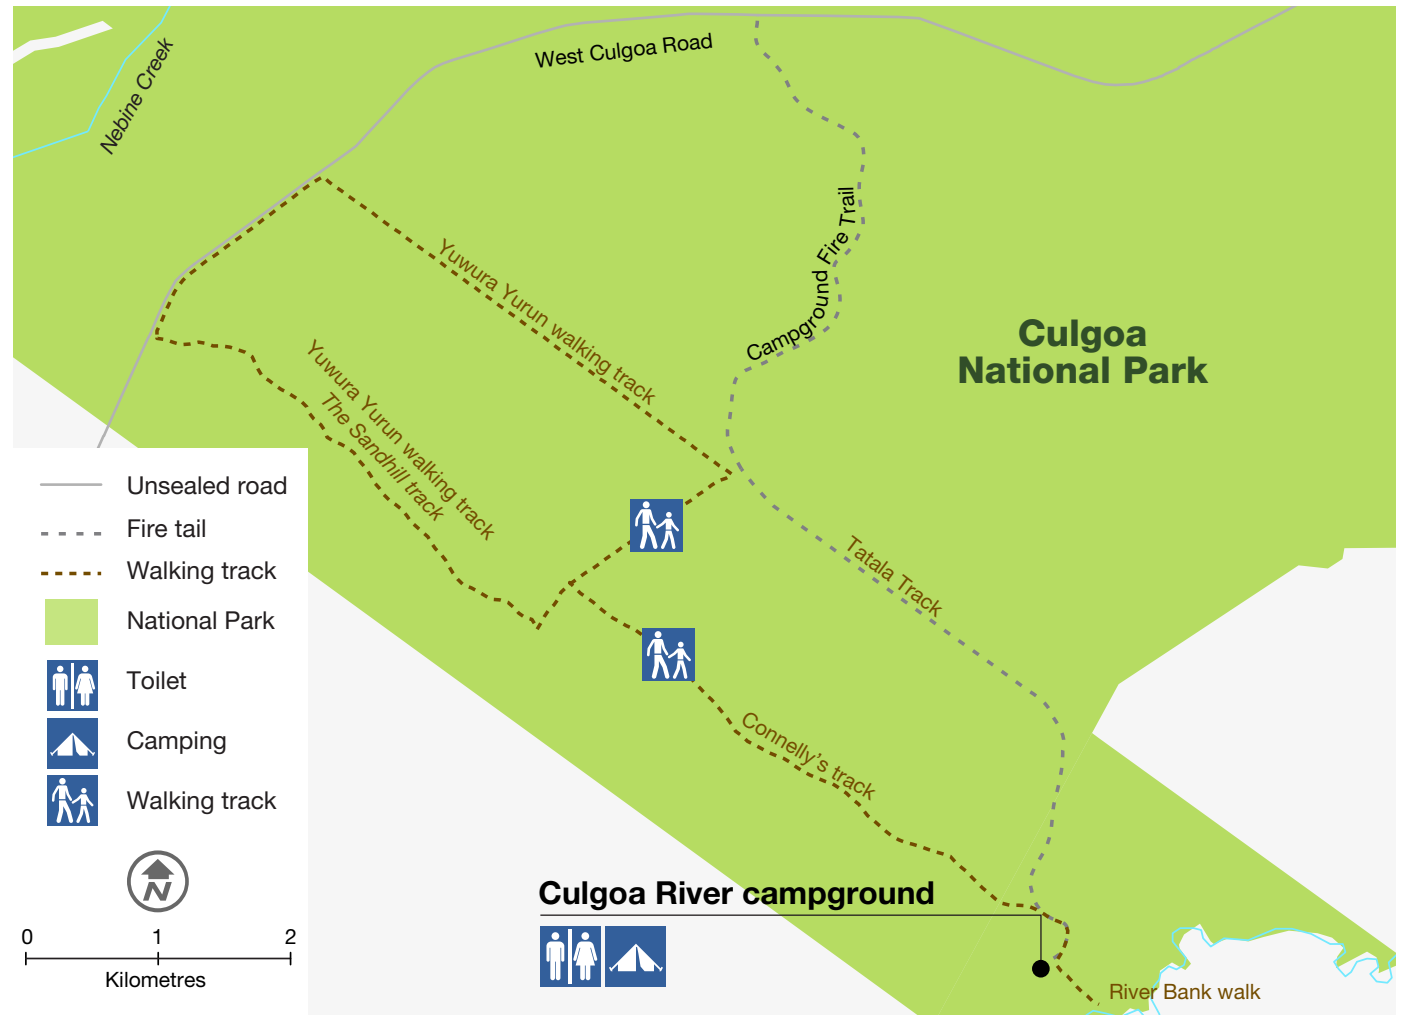 West Culgoa Road
Nebine Creek
Campground Fire Trail
Yuwura Yurun walking track
Culgoa
National Park
Yuwura Yurun walking track
The Sandhill track
Tatala Track
Connelly's track
Unsealed road
Fire tail
Walking track
National Park
Toilet
Camping
Walking track
N
0 1 2
Kilometres
Culgoa River campground
River Bank walk